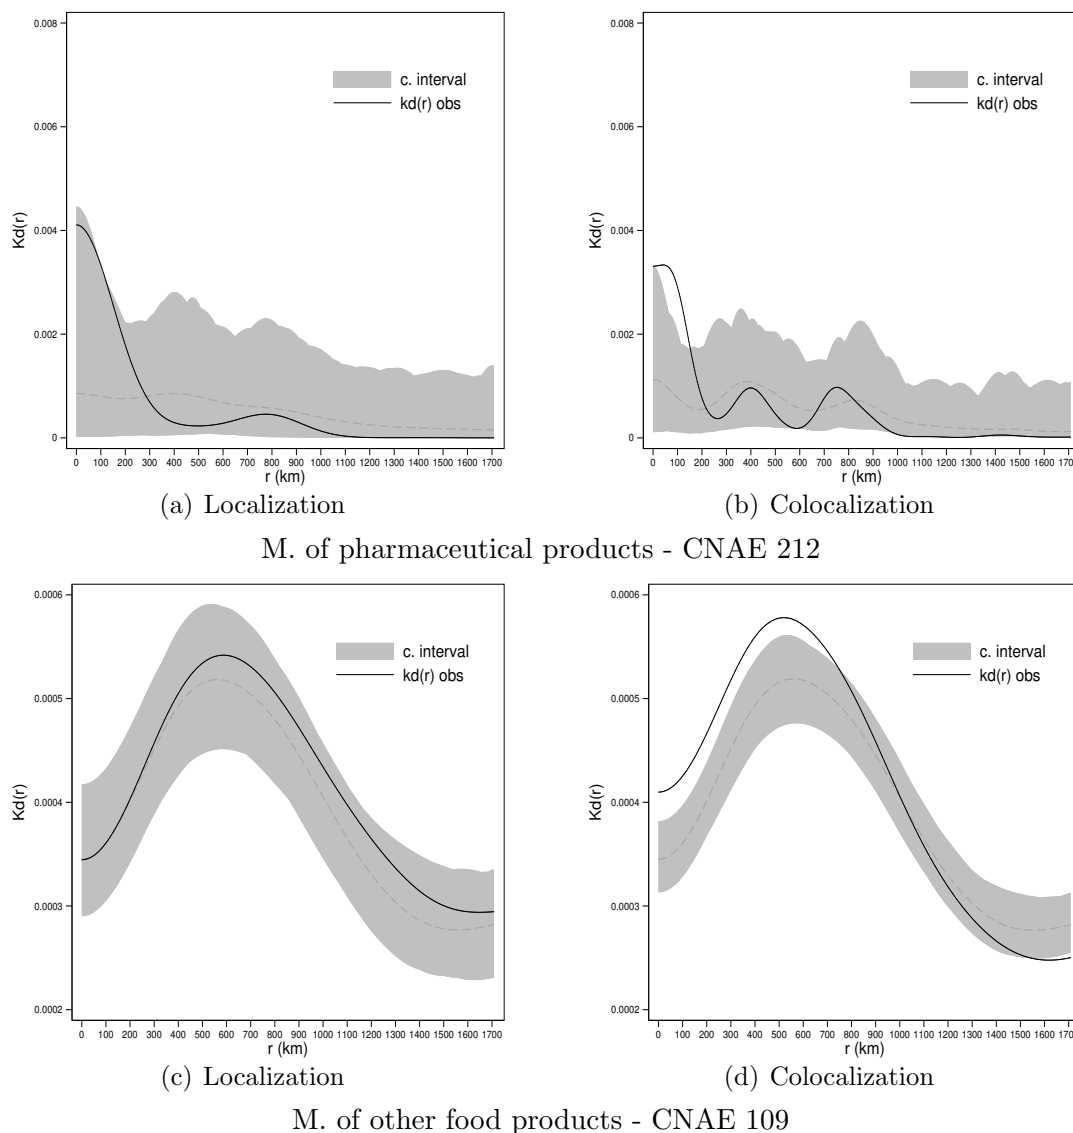 0.008
0.006
0.004
0.002
0
Kd(r)
c. interval
kd(r) obs
0 100 200 300 400 500 600 700 800 900 1000 1100 1200 1300 1400 1500 1600 1700
r (km)
(a) Localization
0.008
0.006
0.004
0.002
0
Kd(r)
c. interval
kd(r) obs
0 100 200 300 400 500 600 700 800 900 1000 1100 1200 1300 1400 1500 1600 1700
r (km)
(b) Colocalization
M. of pharmaceutical products - CNAE 212
0.0006
0.0005
0.0004
0.0003
0.0002
Kd(r)
c. interval
kd(r) obs
0 100 200 300 400 500 600 700 800 900 1000 1100 1200 1300 1400 1500 1600 1700
r (km)
(c) Localization
0.0006
0.0005
0.0004
0.0003
0.0002
Kd(r)
c. interval
kd(r) obs
0 100 200 300 400 500 600 700 800 900 1000 1100 1200 1300 1400 1500 1600 1700
r (km)
(d) Colocalization
M. of other food products - CNAE 109